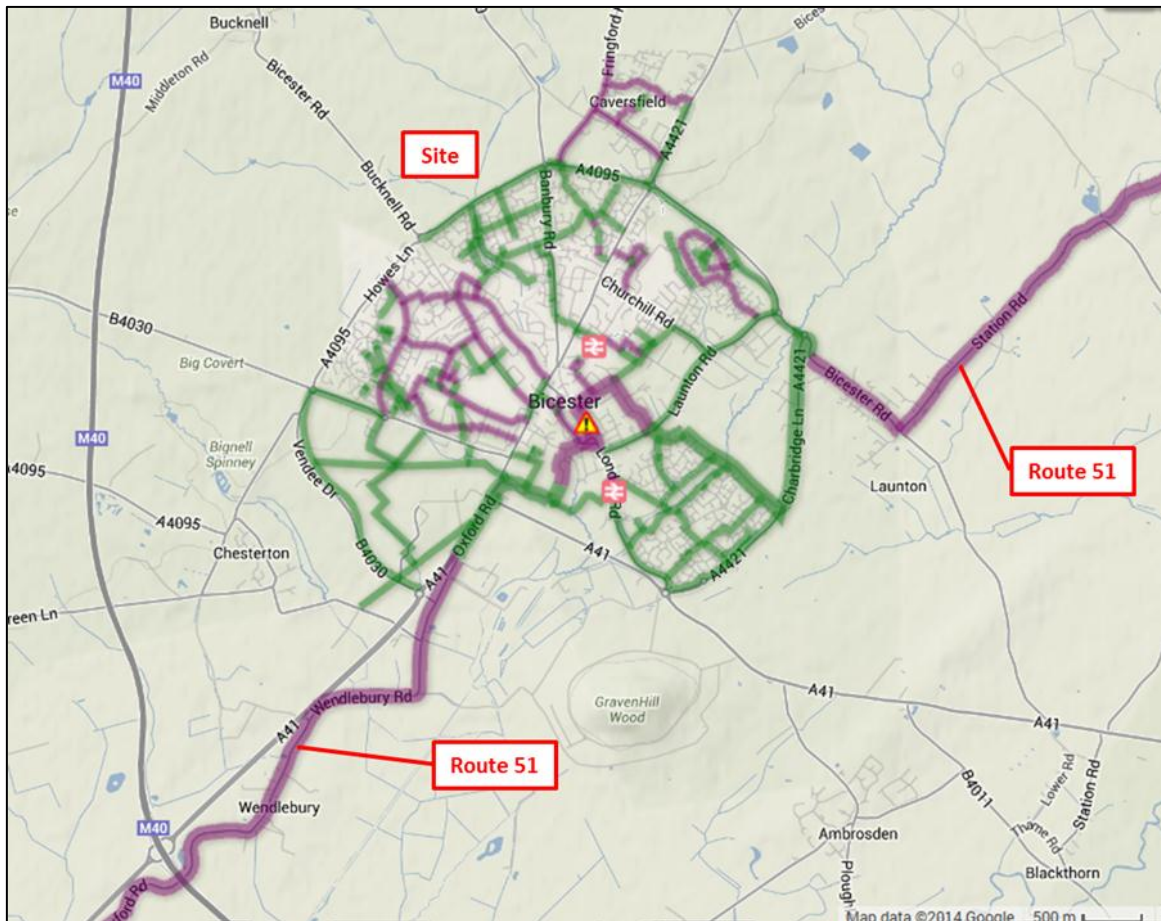 Bucknell
Fringford
Bices
M40
Middleton Rd
Bicester Rd
Caversfield
A4421
Site
A4095
Bucknell Rd
Banbury Rd
Howes Ln
Churchill Rd
Station Rd
B4030
A4095
Big Covert
Launton Rd
A4421
Bicester Rd
Bicester
M40
Vendee Dr
Bignell
Spinney
Charbridge Ln
Route 51
Launton
A4095
A4095
Oxford Rd
Chesterton
B4030
A41
A41
A4421
reen Ln
Wendlebury Rd
GravenHill
Wood
A41
A41
A41
Route 51
Wendlebury
B4011
Lower Rd
Station Rd
M40
Ambrosden
Thame Rd
Blackthorn
Plough
ford Rd
Map data ©2014 Google
500 m